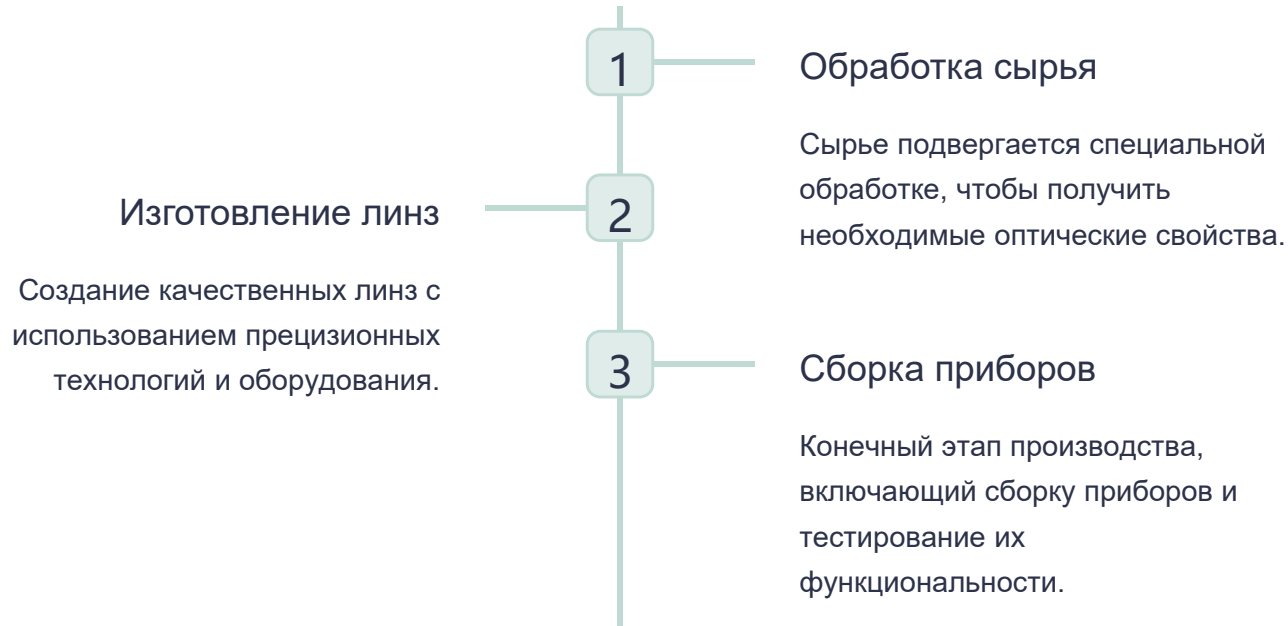 1
Обработка сырья
Сырье подвергается специальной
обработке, чтобы получить
необходимые оптические свойства.
2
Изготовление линз
Создание качественных линз с
использованием прецизионных
технологий и оборудования.
3
Сборка приборов
Конечный этап производства,
включающий сборку приборов и
тестирование их
функциональности.